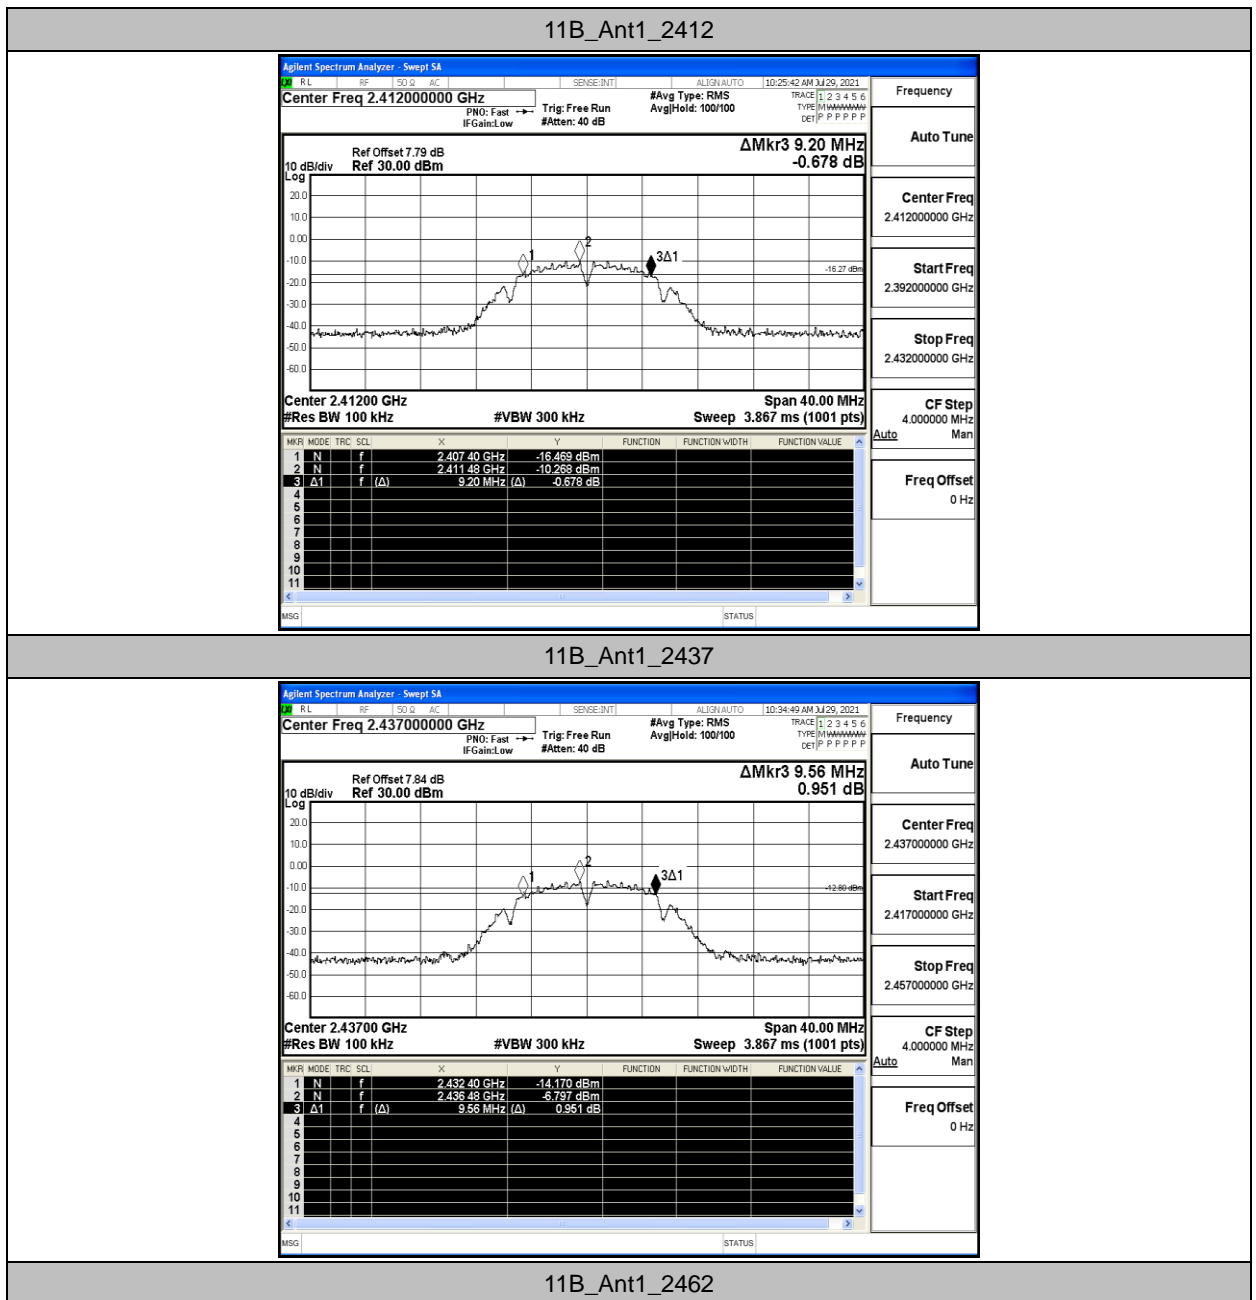 11B_Ant1_2412
Agilent Spectrum Analyzer - Swept SA
LXI RL RF 50 Ω AC SENSE:INT ALIGN AUTO 10:25:42 AM Jul 29, 2021
Center Freq 2.412000000 GHz
PNO: Fast
IFGain:Low
Trig: Free Run
#Atten: 40 dB
#Avg Type: RMS
Avg|Hold: 100/100
TRACE 1 2 3 4 5 6
TYPE M WWWWW
DET P P P P P P
Ref Offset 7.79 dB
10 dB/div Ref 30.00 dBm
Log
ΔMkr3 9.20 MHz
-0.678 dB
20.0
10.0
0.00
-10.0
-20.0
-30.0
-40.0
-50.0
-60.0
1
2
3Δ1
-16.27 dBm
Center 2.41200 GHz Span 40.00 MHz
#Res BW 100 kHz #VBW 300 kHz Sweep 3.867 ms (1001 pts)
MKR MODE TRC SCL X Y FUNCTION FUNCTION WIDTH FUNCTION VALUE
1 N f 2.407 40 GHz -16.469 dBm
2 N f 2.411 48 GHz -10.268 dBm
3 Δ1 f (Δ) 9.20 MHz (Δ) -0.678 dB
4
5
6
7
8
9
10
11
MSG STATUS
Frequency
Auto Tune
Center Freq
2.412000000 GHz
Start Freq
2.392000000 GHz
Stop Freq
2.432000000 GHz
CF Step
4.000000 MHz
Auto Man
Freq Offset
0 Hz
11B_Ant1_2437
Agilent Spectrum Analyzer - Swept SA
LXI RL RF 50 Ω AC SENSE:INT ALIGN AUTO 10:34:49 AM Jul 29, 2021
Center Freq 2.437000000 GHz
PNO: Fast
IFGain:Low
Trig: Free Run
#Atten: 40 dB
#Avg Type: RMS
Avg|Hold: 100/100
TRACE 1 2 3 4 5 6
TYPE M WWWWW
DET P P P P P P
Ref Offset 7.84 dB
10 dB/div Ref 30.00 dBm
Log
ΔMkr3 9.56 MHz
0.951 dB
20.0
10.0
0.00
-10.0
-20.0
-30.0
-40.0
-50.0
-60.0
1
2
3Δ1
-12.80 dBm
Center 2.43700 GHz Span 40.00 MHz
#Res BW 100 kHz #VBW 300 kHz Sweep 3.867 ms (1001 pts)
MKR MODE TRC SCL X Y FUNCTION FUNCTION WIDTH FUNCTION VALUE
1 N f 2.432 40 GHz -14.170 dBm
2 N f 2.436 48 GHz -6.797 dBm
3 Δ1 f (Δ) 9.56 MHz (Δ) 0.951 dB
4
5
6
7
8
9
10
11
MSG STATUS
Frequency
Auto Tune
Center Freq
2.437000000 GHz
Start Freq
2.417000000 GHz
Stop Freq
2.457000000 GHz
CF Step
4.000000 MHz
Auto Man
Freq Offset
0 Hz
11B_Ant1_2462